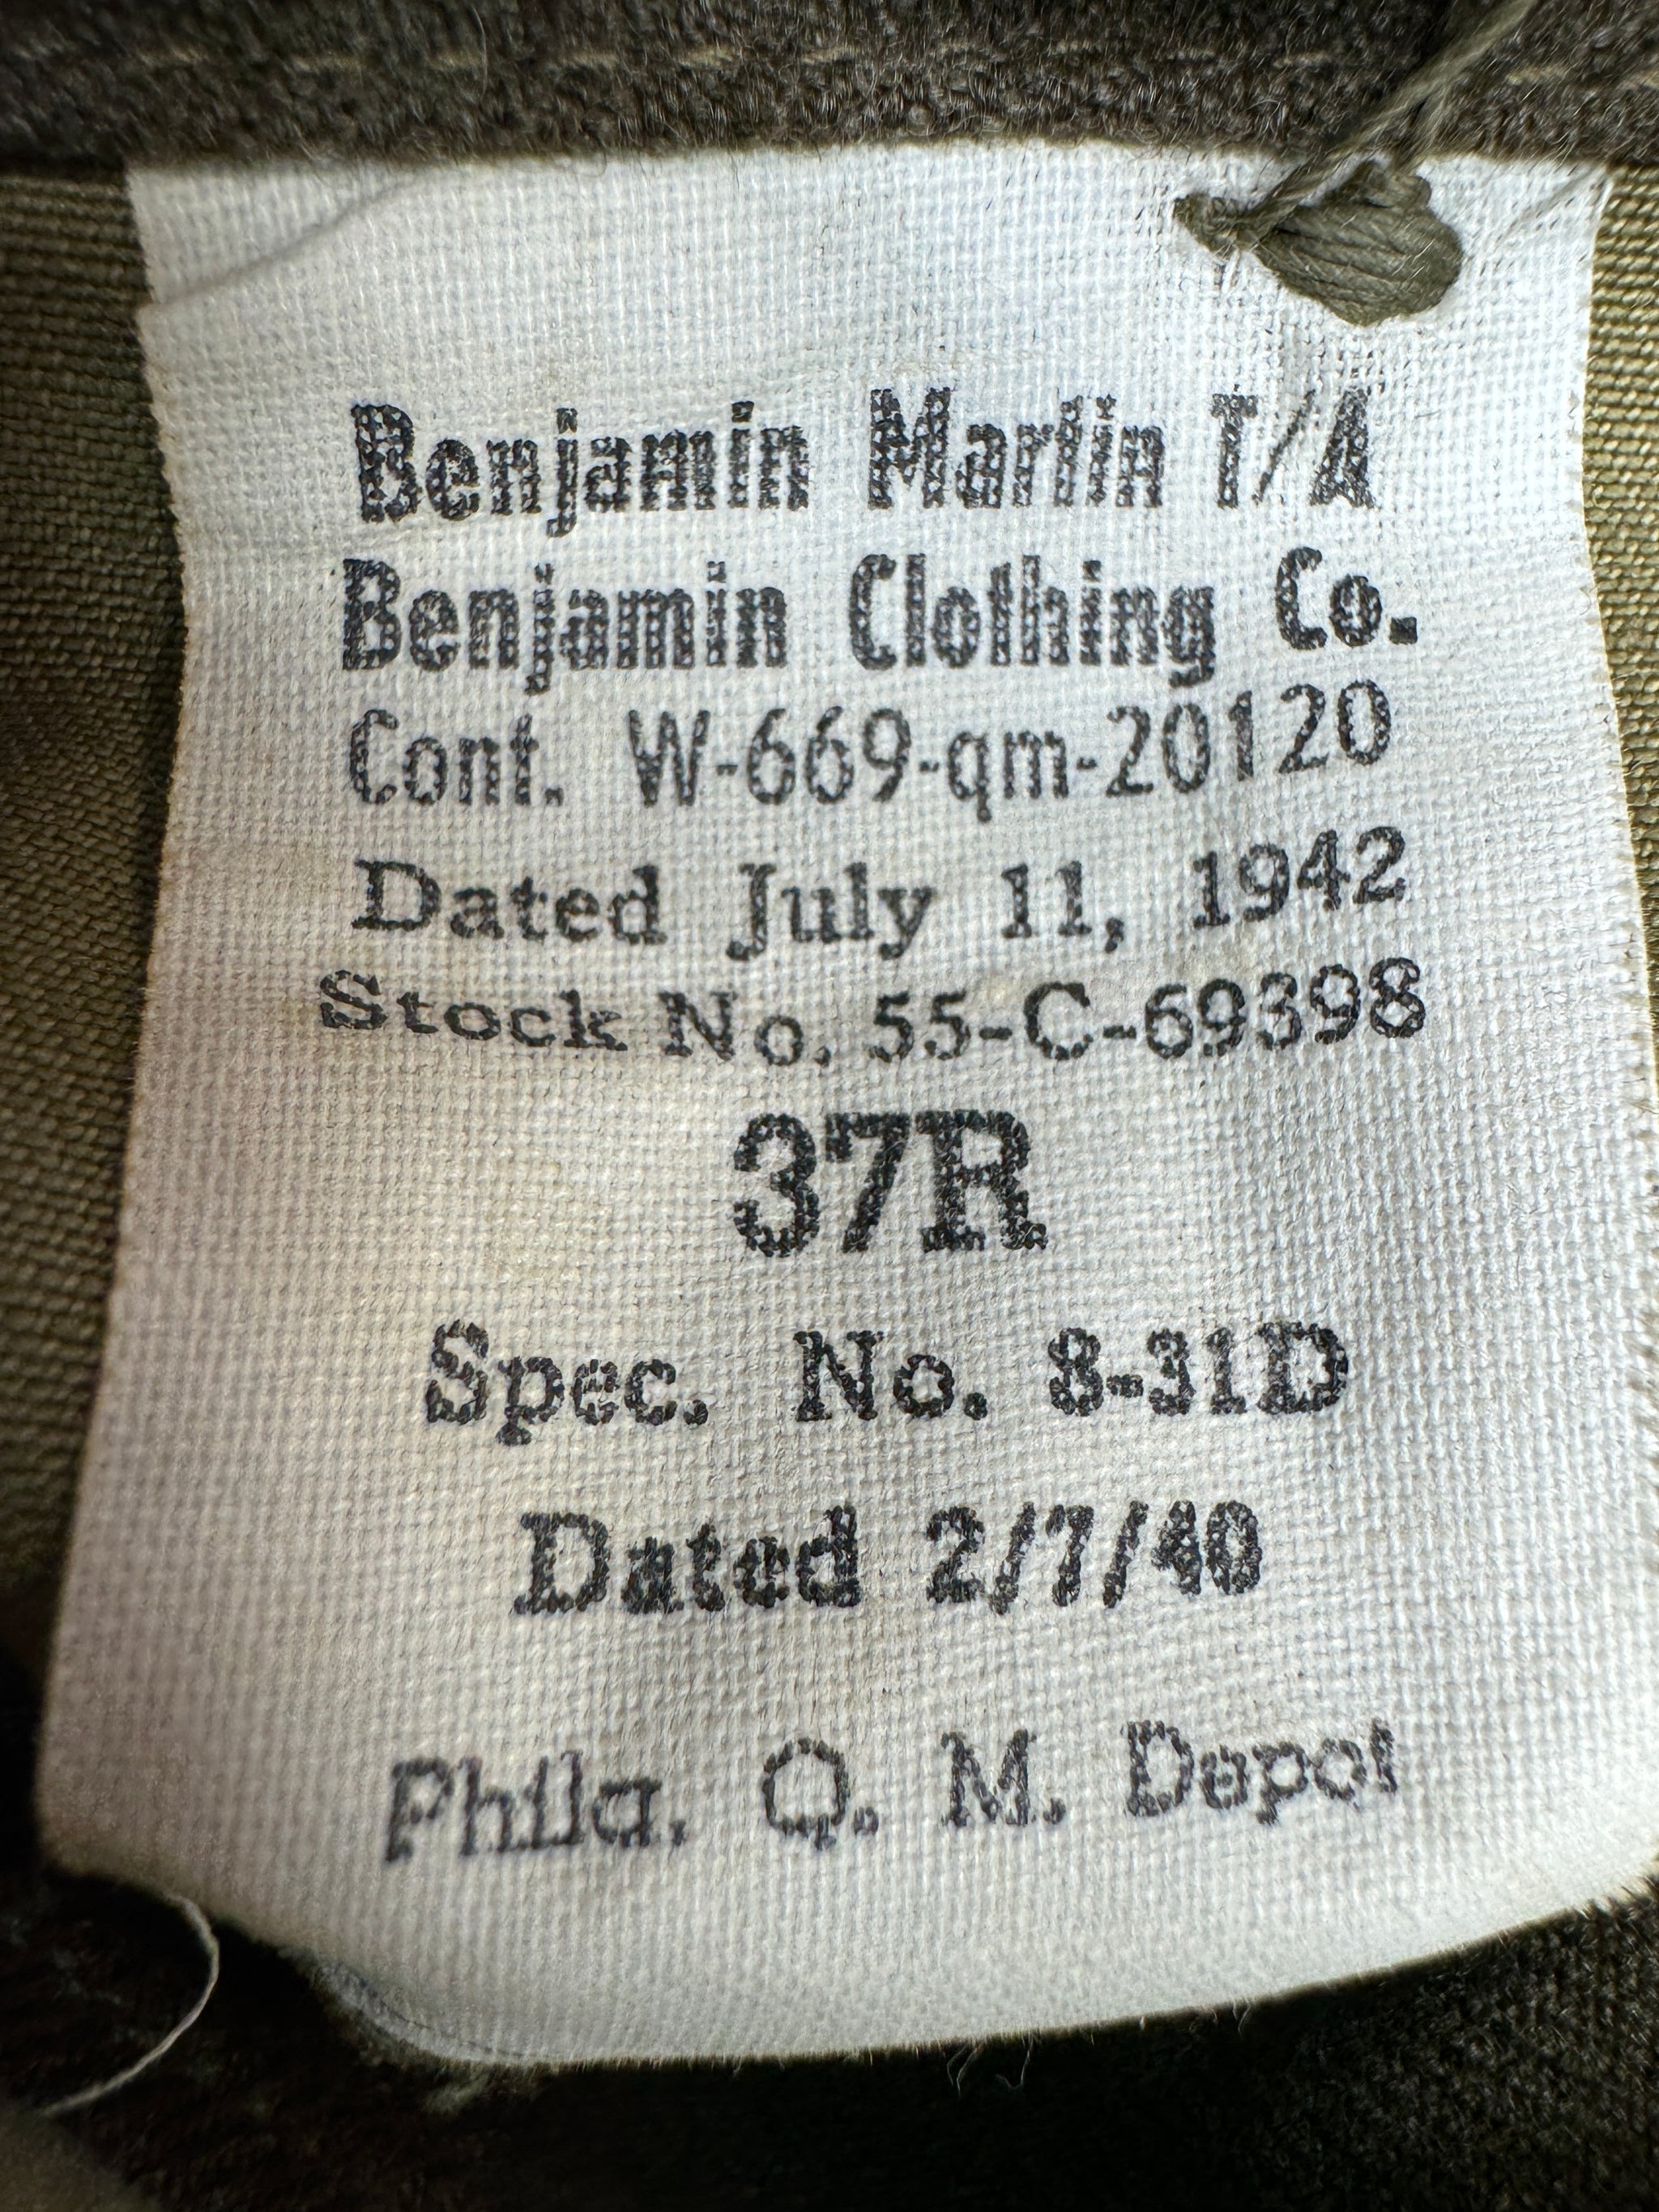 Benjamin Martin T/A
Benjamin Clothing Co.
Cont. W-669-qm-20120
Dated July 11, 1942
Stock No. 55-C-69398
37R
Spec. No. 8-31D
Dated 2/7/40
Phila. Q. M. Depot